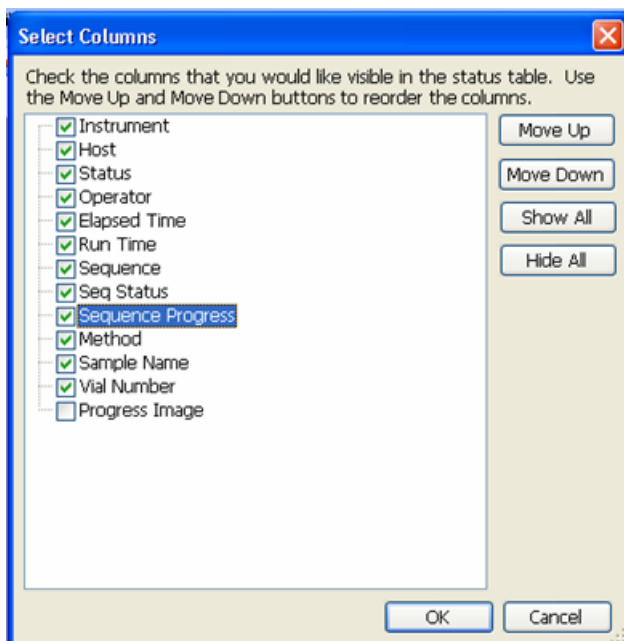 Select Columns
Check the columns that you would like visible in the status table. Use
the Move Up and Move Down buttons to reorder the columns.
Instrument
Host
Status
Operator
Elapsed Time
Run Time
Sequence
Seq Status
Sequence Progress
Method
Sample Name
Vial Number
Progress Image
Move Up
Move Down
Show All
Hide All
OK
Cancel